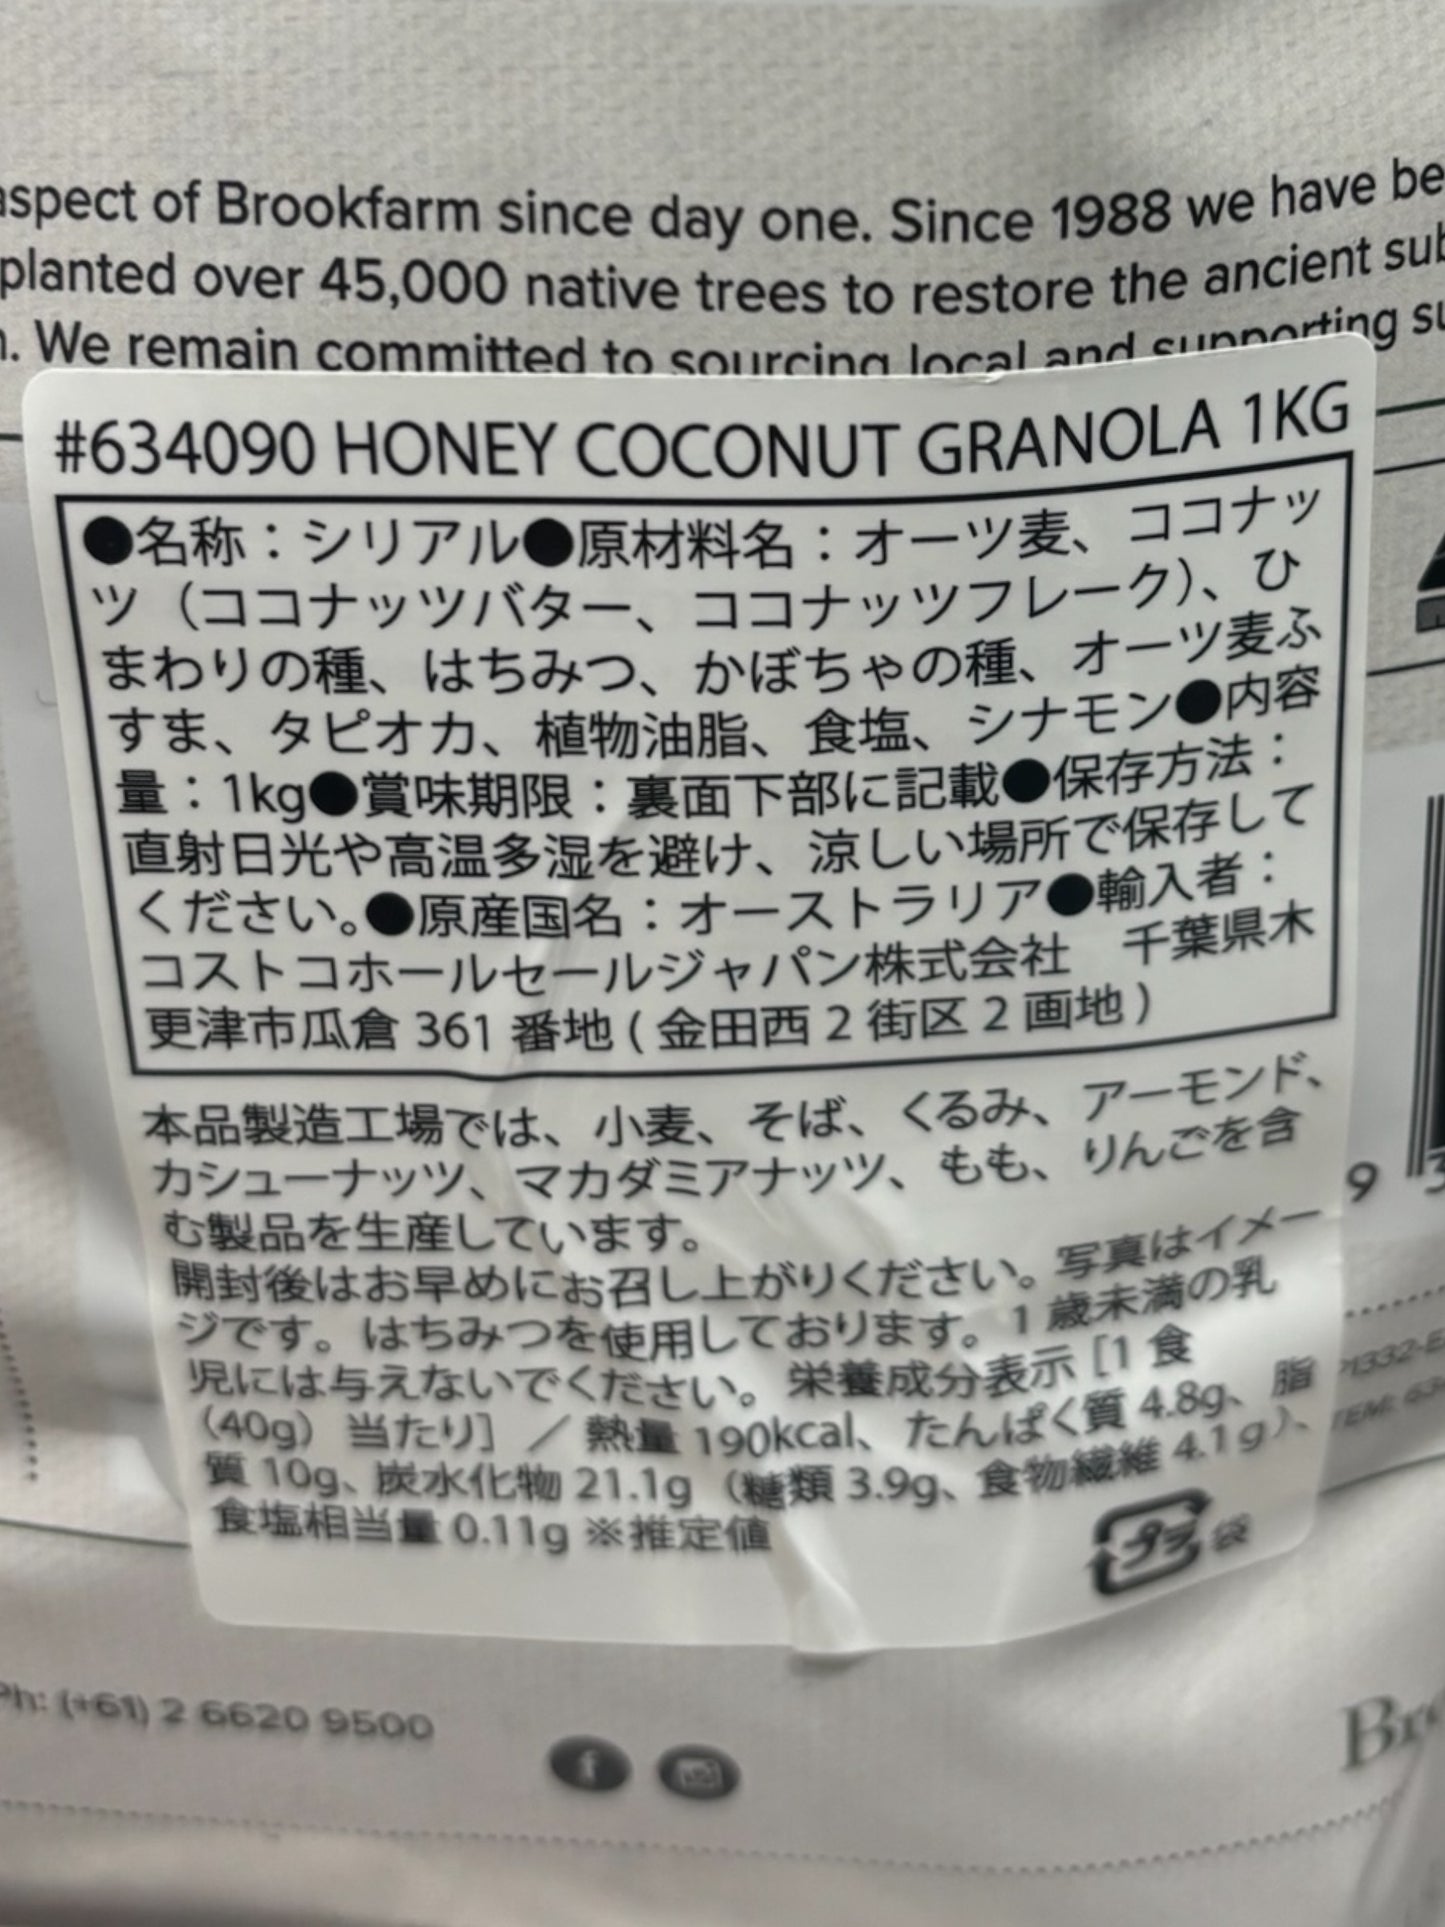 aspect of Brookfarm since day one. Since 1988 we have be
planted over 45,000 native trees to restore the ancient sub
. We remain committed to sourcing local and supporting su
#634090 HONEY COCONUT GRANOLA 1KG
●名称：シリアル●原材料名：オーツ麦、ココナッ
ツ（ココナッツバター、ココナッツフレーク）、ひ
まわりの種、はちみつ、かぼちゃの種、オーツ麦ふ
すま、タピオカ、植物油脂、食塩、シナモン●内容
量：1kg●賞味期限：裏面下部に記載●保存方法：
直射日光や高温多湿を避け、涼しい場所で保存して
ください。●原産国名：オーストラリア●輸入者：
コストコホールセールジャパン株式会社　千葉県木
更津市瓜倉 361 番地 ( 金田西 2 街区 2 画地 )
本品製造工場では、小麦、そば、くるみ、アーモンド、
カシューナッツ、マカダミアナッツ、もも、りんごを含
む製品を生産しています。
開封後はお早めにお召し上がりください。写真はイメー
ジです。はちみつを使用しております。1 歳未満の乳
児には与えないでください。栄養成分表示 [1 食
（40g）当たり] ／熱量 190kcal、たんぱく質 4.8g、脂
質 10g、炭水化物 21.1g（糖類 3.9g、食物繊維 4.1g）、
食塩相当量 0.11g ※推定値
プラ 袋
9
Ph: (+61) 2 6620 9500